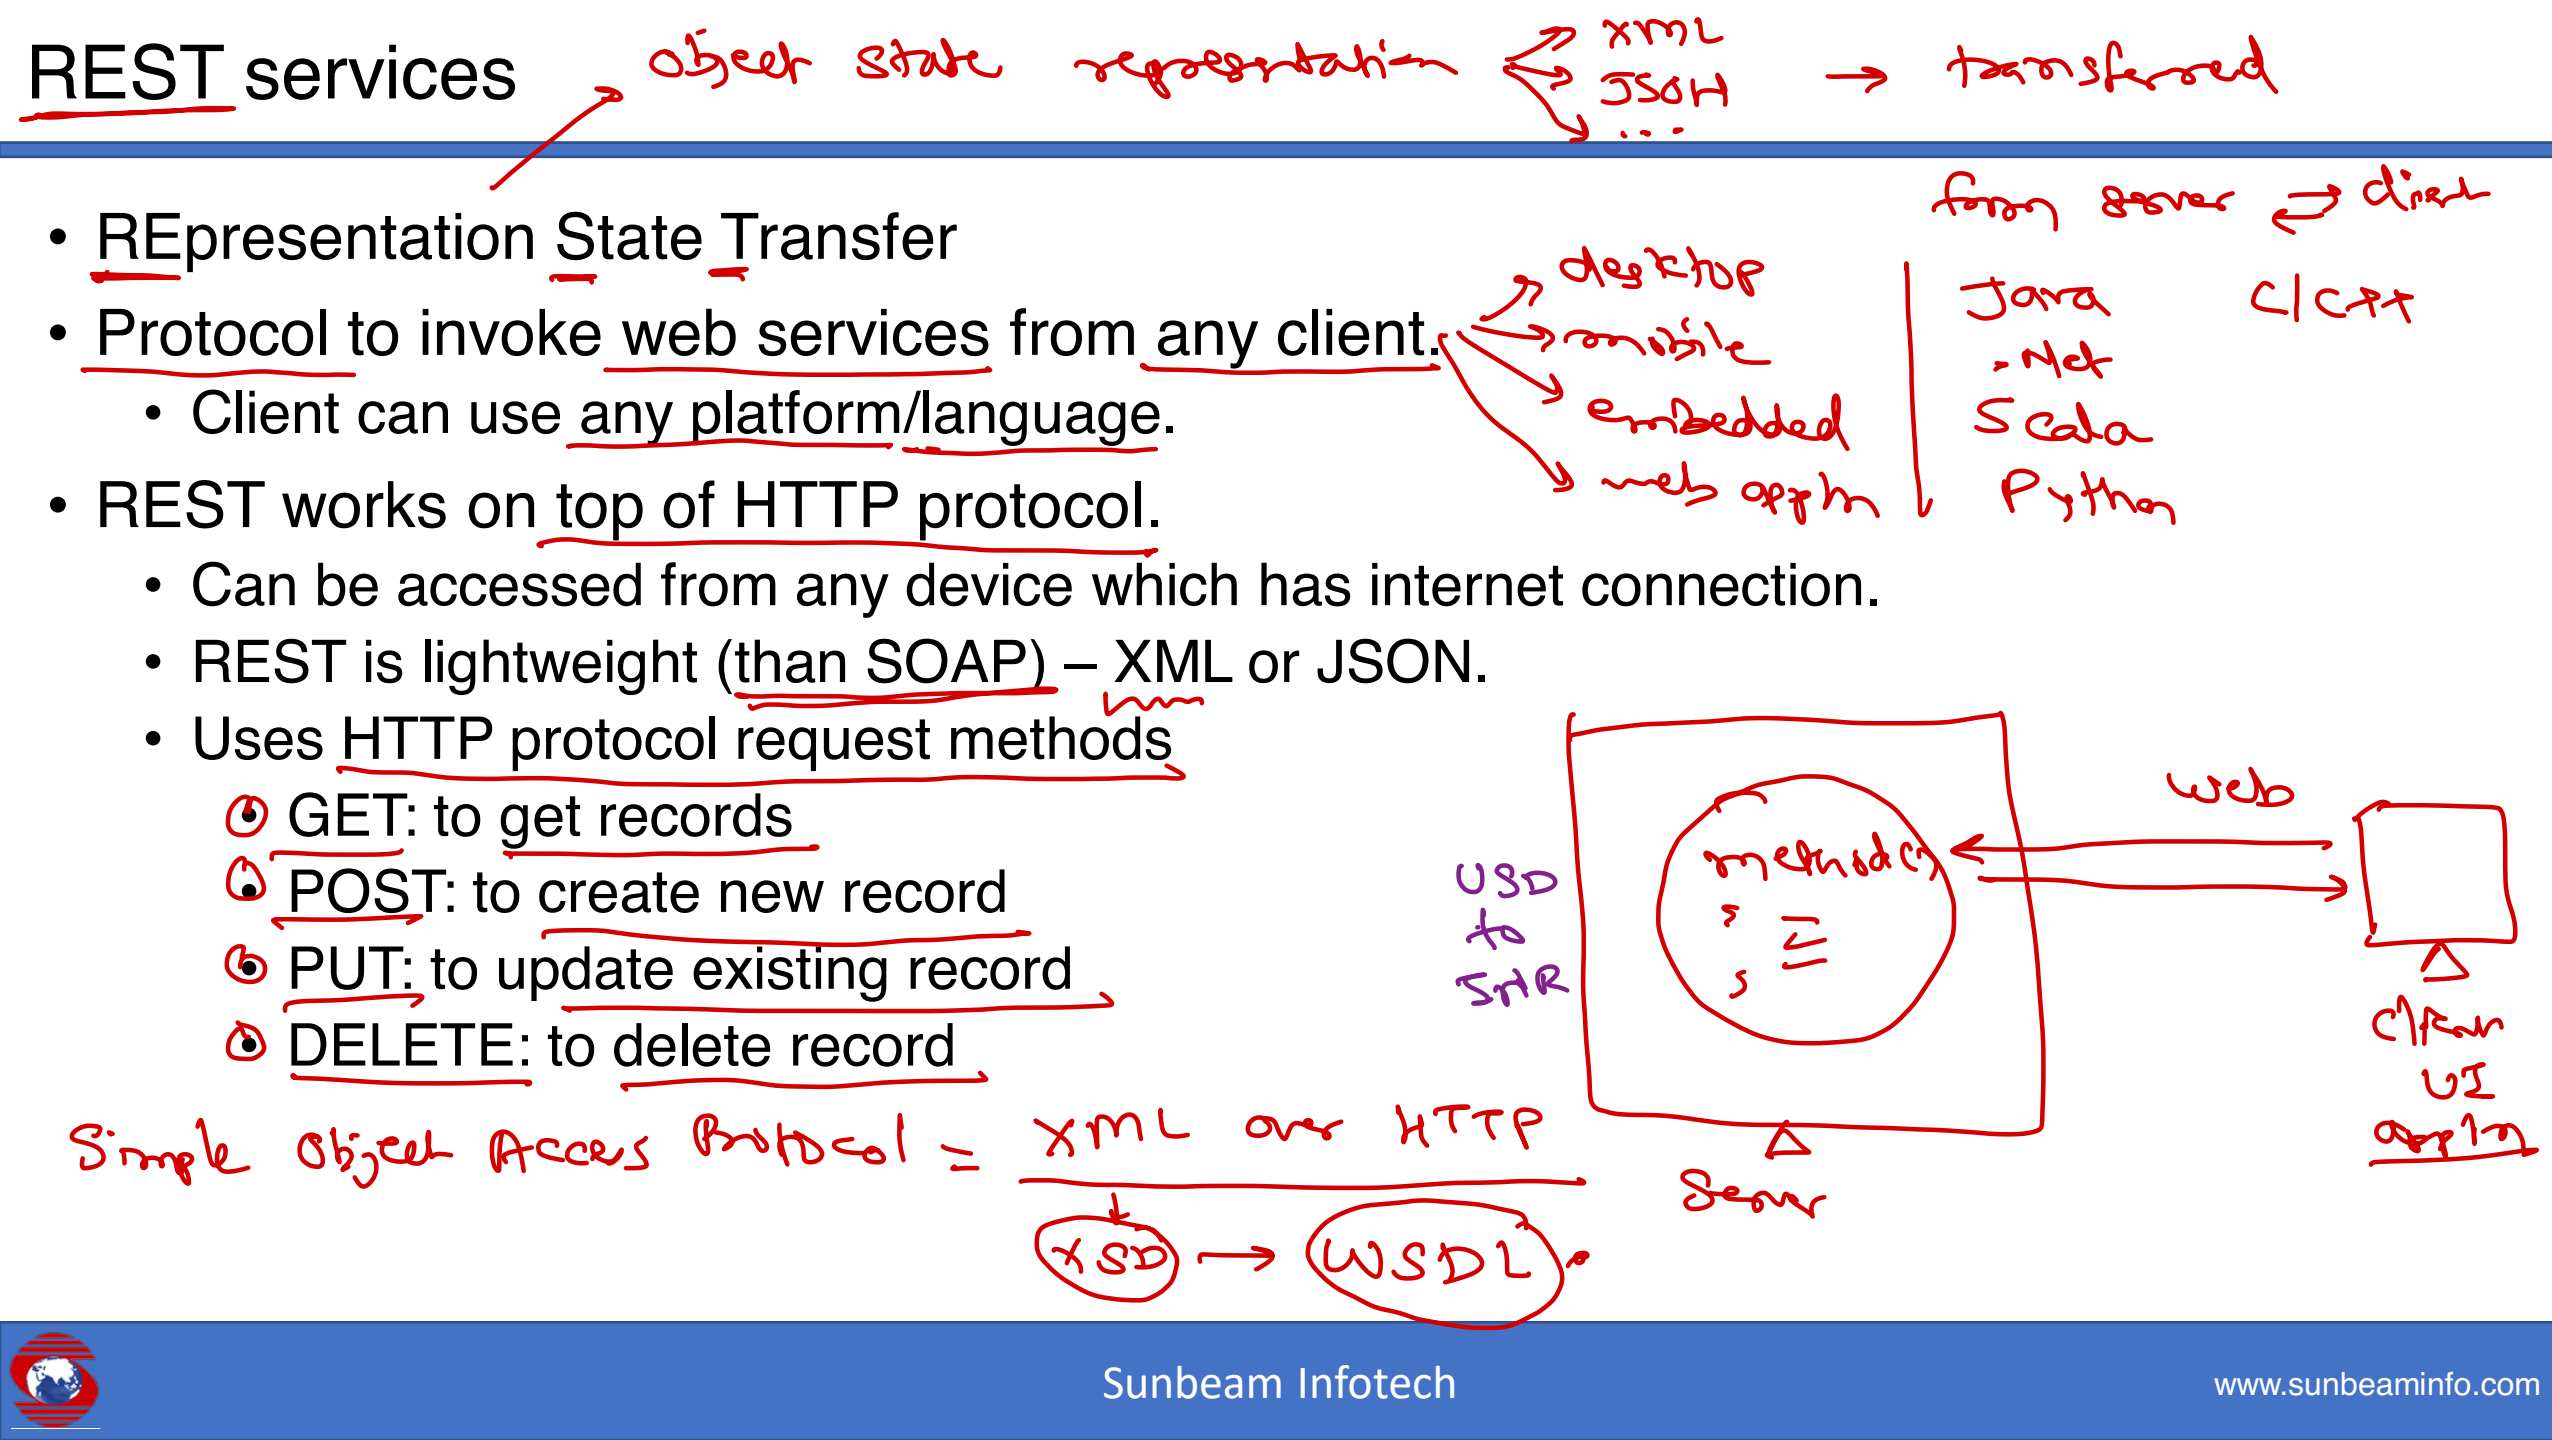 REST services
object state representation
xML
JSON
...
→ transferred
from server ⇄ client
• REpresentation State Transfer
• Protocol to invoke web services from any client.
• Client can use any platform/language.
desktop
mobile
embedded
web appln
Java
.Net
Scala
Python
C/C++
• REST works on top of HTTP protocol.
• Can be accessed from any device which has internet connection.
• REST is lightweight (than SOAP) – XML or JSON.
• Uses HTTP protocol request methods
• GET: to get records
• POST: to create new record
• PUT: to update existing record
• DELETE: to delete record
USD
to
INR
method()
web
Server
UI
appln
Simple Object Access Protocol = XML over HTTP
XSD → WSDL
Sunbeam Infotech
www.sunbeaminfo.com